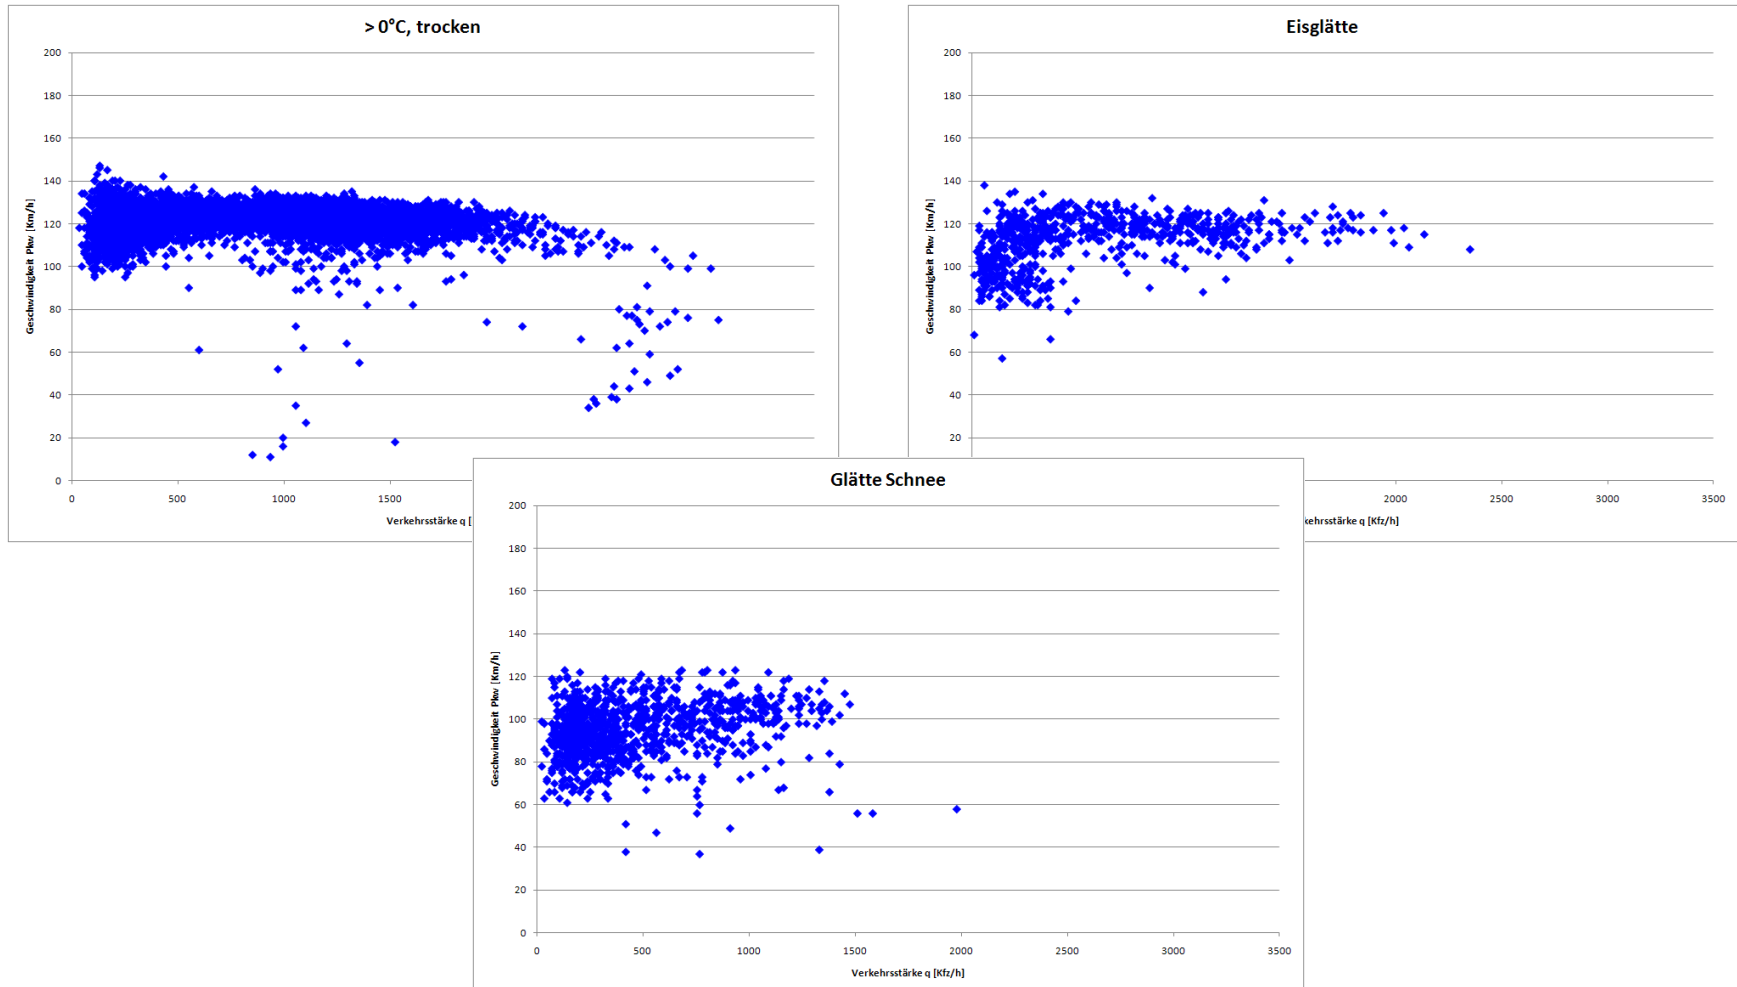 > 0°C, trocken
200
180
160
140
120
100
80
60
40
20
0
Geschwindigkeit Pkw [Km/h]
0 500 1000 1500
Verkehrsstärke q [
Eisglätte
200
180
160
140
120
100
80
60
40
20
Geschwindigkeit Pkw [Km/h]
2000 2500 3000 3500
kehrsstärke q [Kfz/h]
Glätte Schnee
200
180
160
140
120
100
80
60
40
20
0
Geschwindigkeit Pkw [Km/h]
0 500 1000 1500 2000 2500 3000 3500
Verkehrsstärke q [Kfz/h]